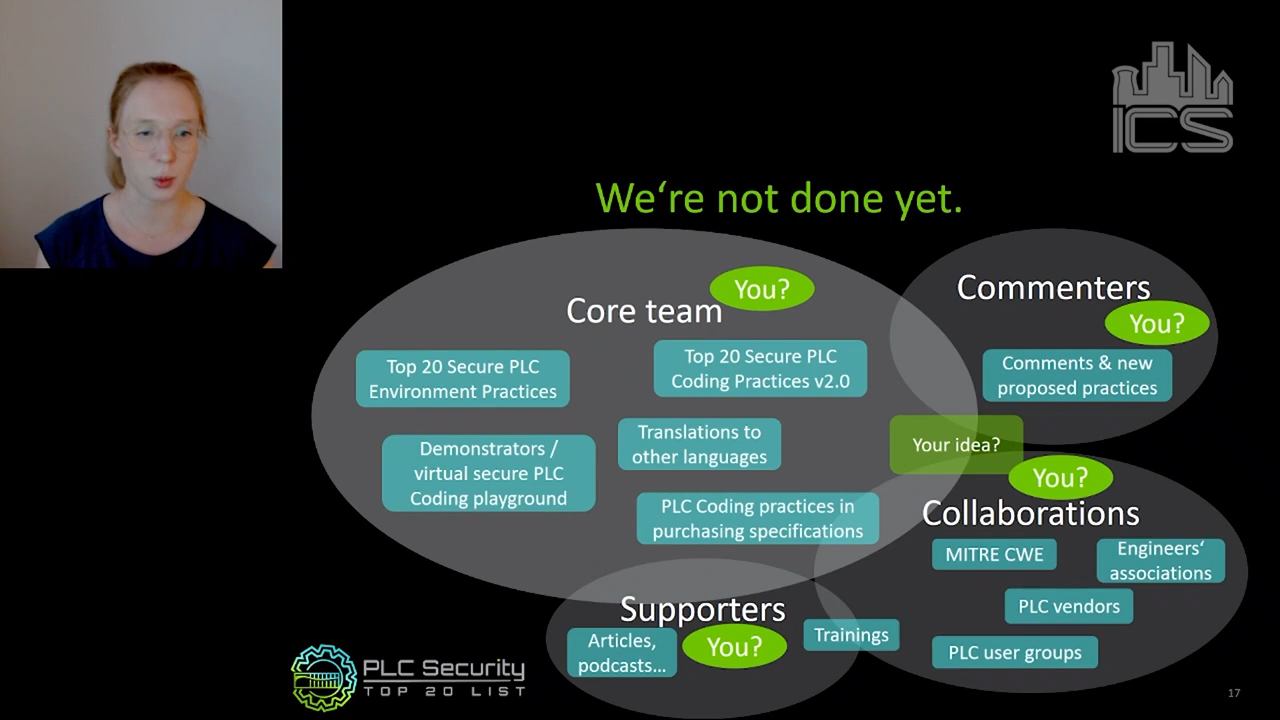 ICS
We're not done yet.
Core team
You?
Top 20 Secure PLC
Environment Practices
Top 20 Secure PLC
Coding Practices v2.0
Demonstrators /
virtual secure PLC
Coding playground
Translations to
other languages
PLC Coding practices in
purchasing specifications
Commenters
You?
Comments & new
proposed practices
Your idea?
You?
Collaborations
MITRE CWE
Engineers‘
associations
PLC vendors
PLC user groups
Supporters
Articles,
podcasts...
You?
Trainings
PLC Security
TOP 20 LIST
17